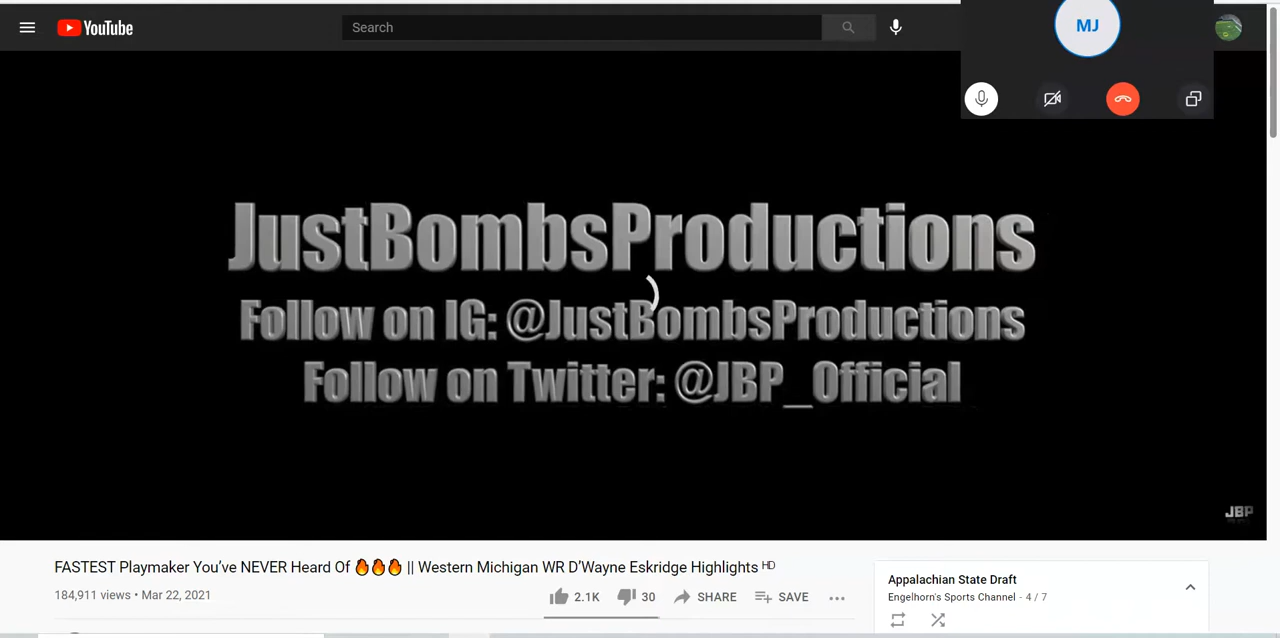 YouTube
Search
MJ
JustBombsProductions
Follow on IG: @JustBombsProductions
Follow on Twitter: @JBP_Official
JBP
FASTEST Playmaker You’ve NEVER Heard Of 🔥🔥🔥 || Western Michigan WR D’Wayne Eskridge Highlights ᴴᴰ
184,911 views • Mar 22, 2021
2.1K 30 SHARE SAVE ...
Appalachian State Draft
Engelhorn's Sports Channel - 4 / 7